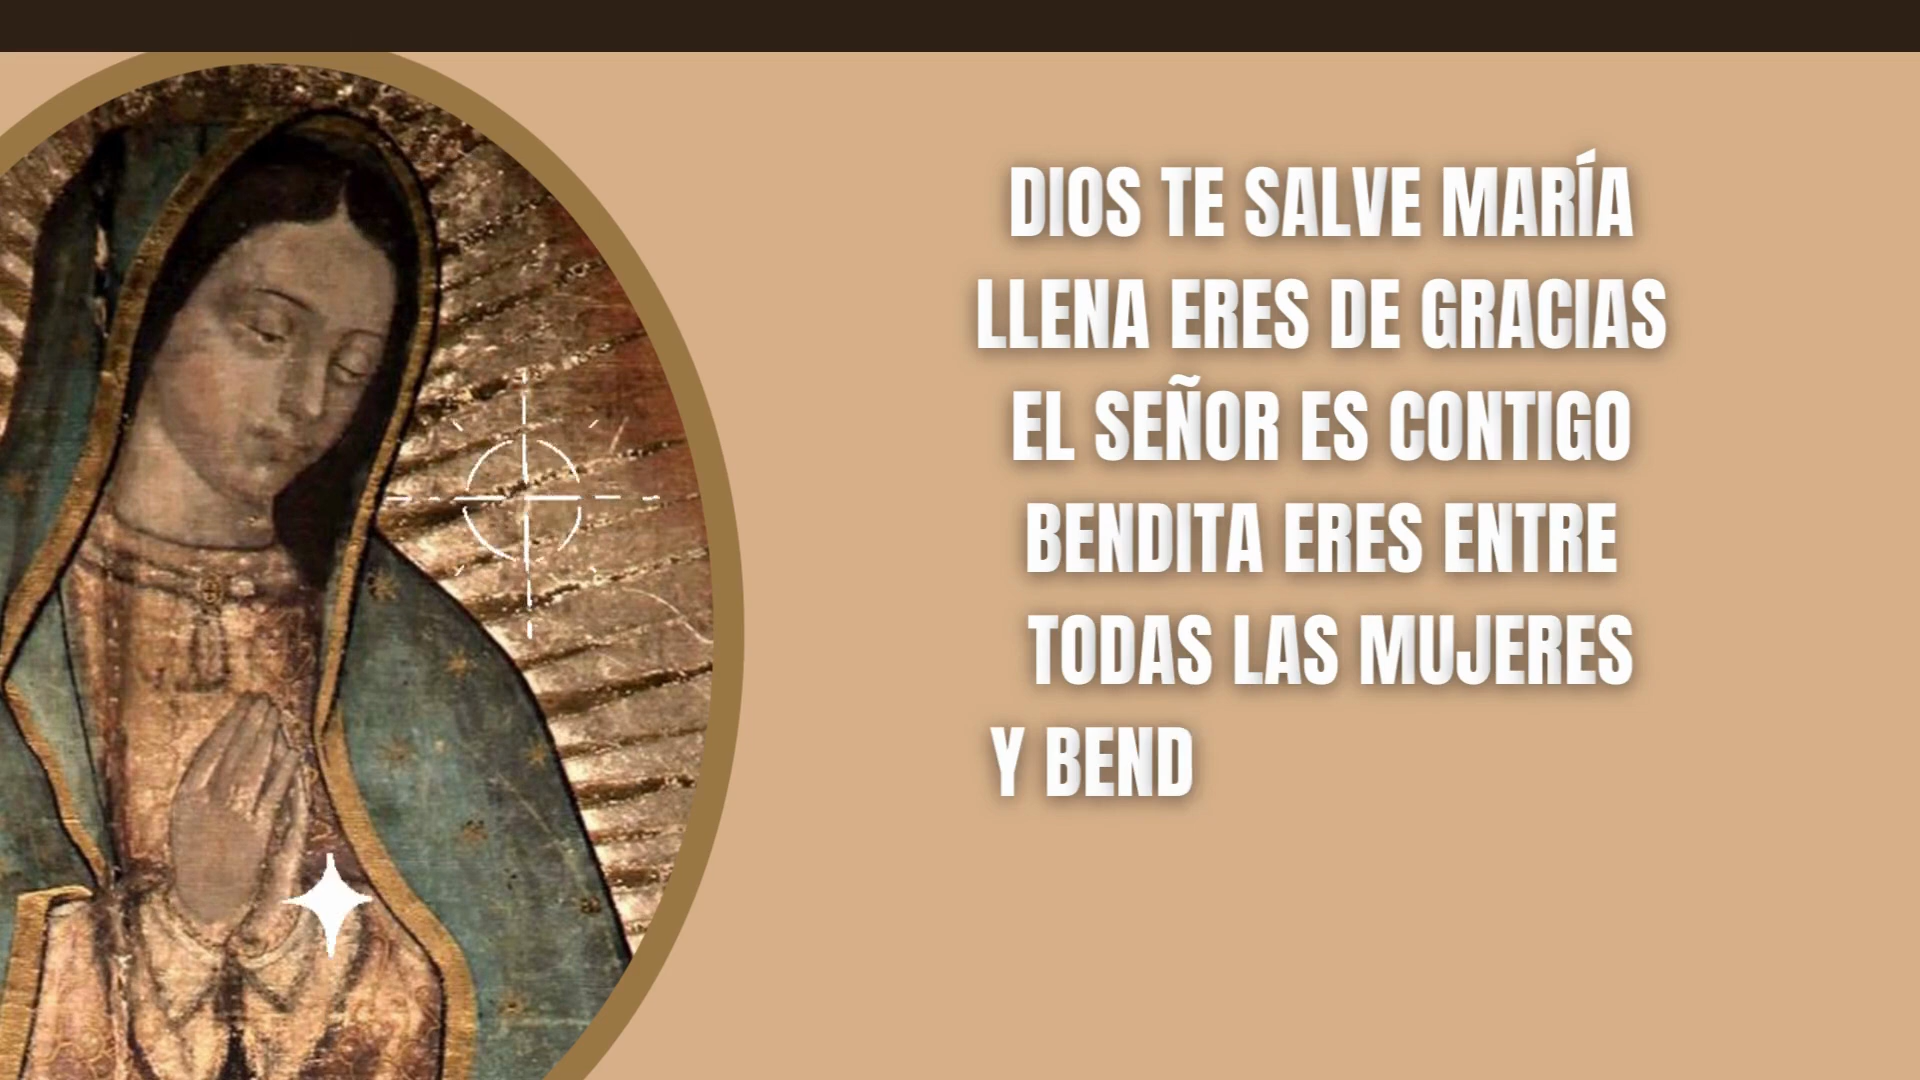 DIOS TE SALVE MARÍA
LLENA ERES DE GRACIAS
EL SEÑOR ES CONTIGO
BENDITA ERES ENTRE
TODAS LAS MUJERES
Y BEND